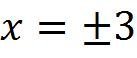 x = ±3